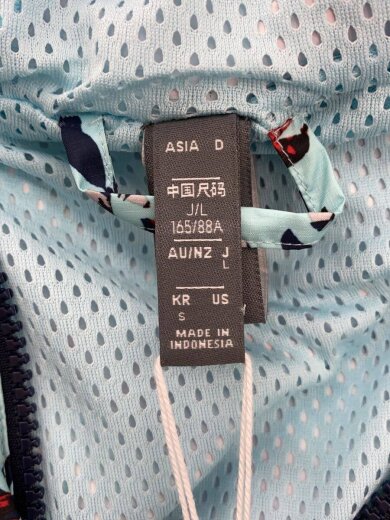 ASIA D
中国尺码
J/L
165/88A
AU/NZ J
L
KR US
S
MADE IN
INDONESIA